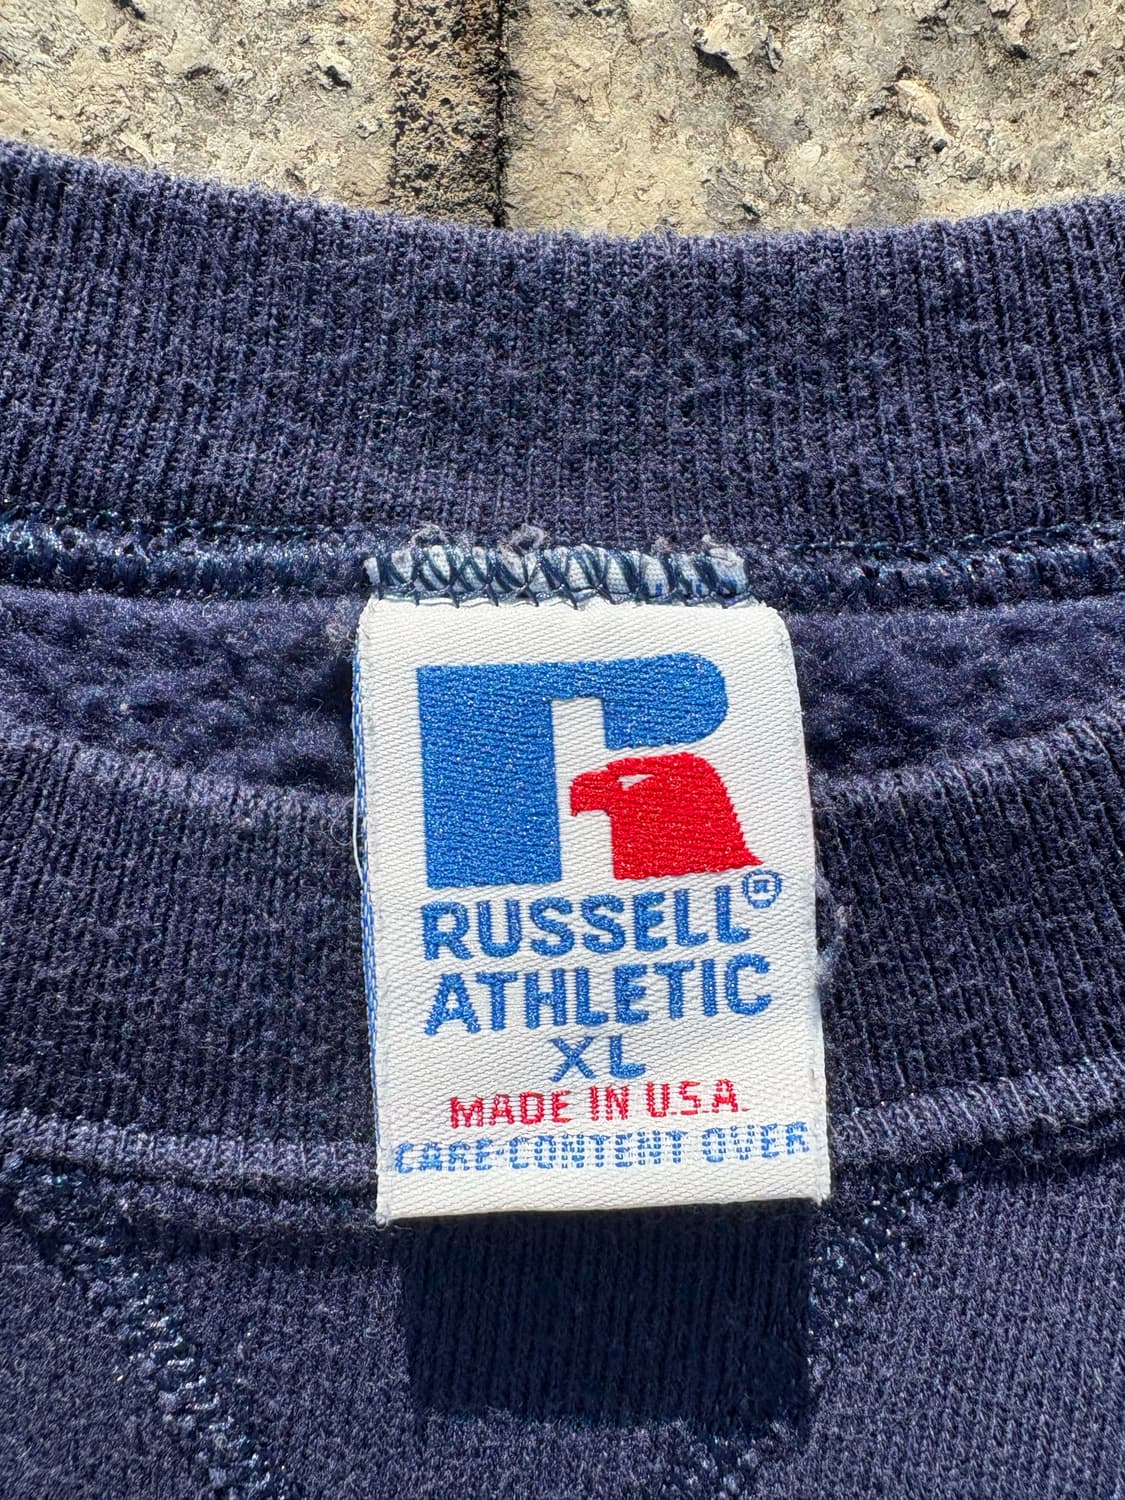 R
RUSSELL®
ATHLETIC
XL
MADE IN U.S.A.
CARE-CONTENT OVER